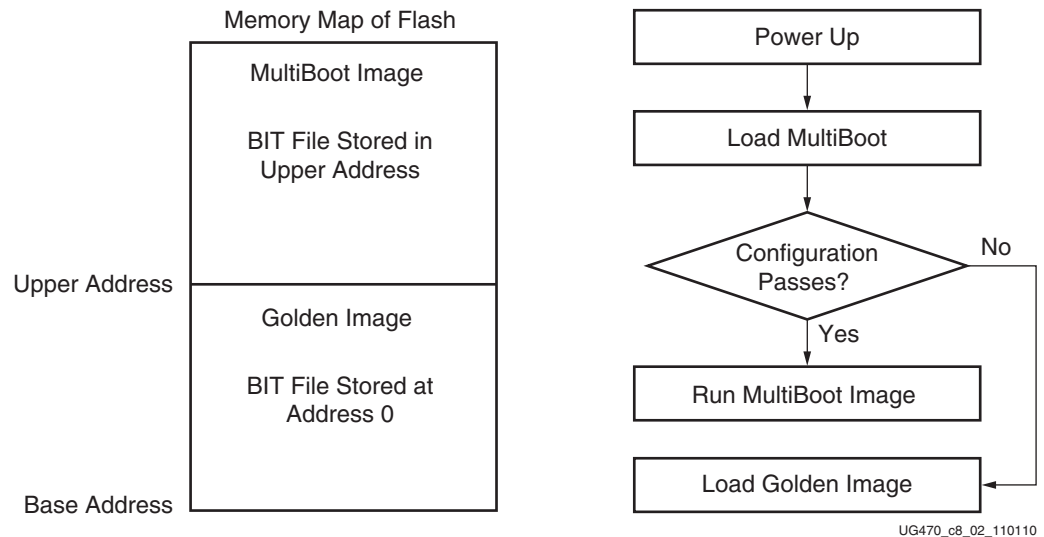 Memory Map of Flash
MultiBoot Image
BIT File Stored in
Upper Address
Upper Address
Golden Image
BIT File Stored at
Address 0
Base Address
Power Up
Load MultiBoot
Configuration
Passes?
No
Yes
Run MultiBoot Image
Load Golden Image
UG470_c8_02_110110